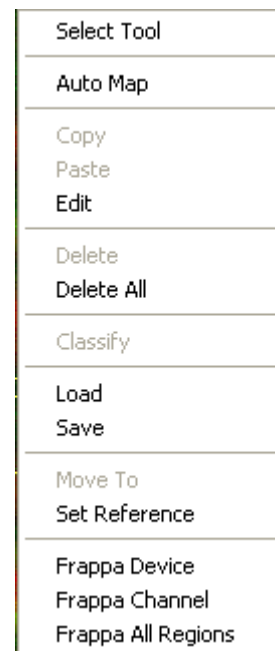 Select Tool
Auto Map
Copy
Paste
Edit
Delete
Delete All
Classify
Load
Save
Move To
Set Reference
Frappa Device
Frappa Channel
Frappa All Regions